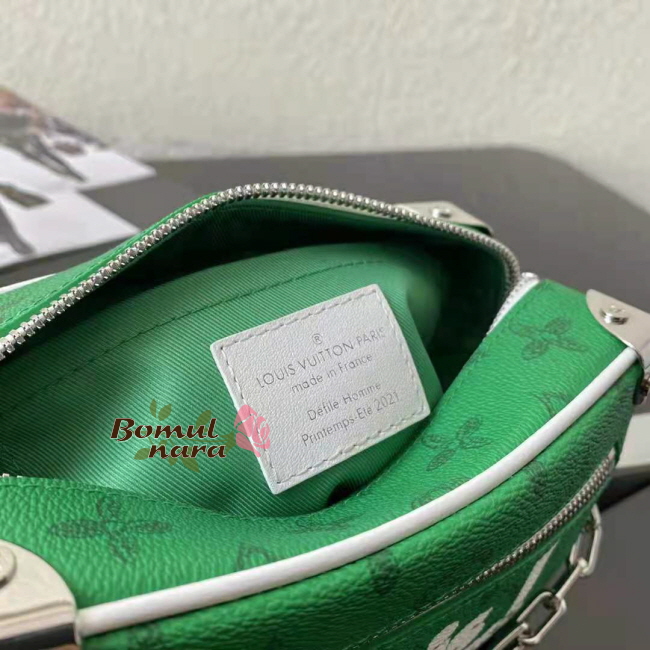 ®
LOUIS VUITTON PARIS
made in France
Défilé Homme
Printemps-Été 2021
Bomul
nara